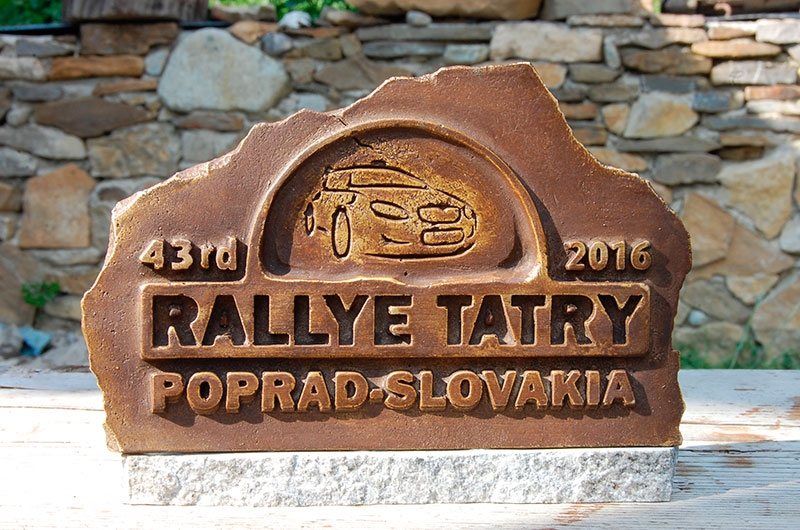 43rd 2016
RALLYE TATRY
POPRAD-SLOVAKIA